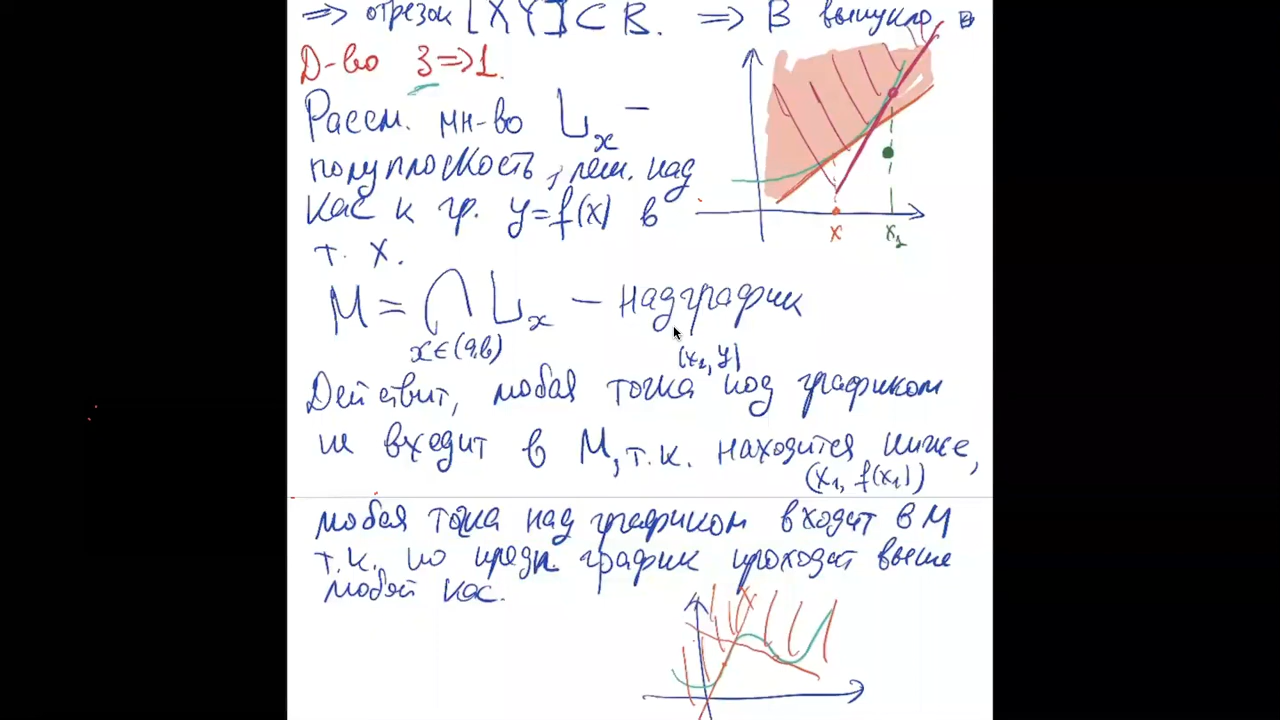 => отрезок [XY] ⊂ B. => B выпукло
Д-во 3=>1.
Рассм. мн-во L_x —
полуплоскость, леж. над
кас к гр. y=f(x) в
т. x.
x x₁
M = ∩ L_x — надграфик
x∈(a,b)
(x₁, y)
Действит, любая точка под графиком
не входит в M, т.к. находится ниже,
(x₁, f(x₁))
любая точка над графиком входит в M
т.к. по предп. график проходит выше
любой кас.